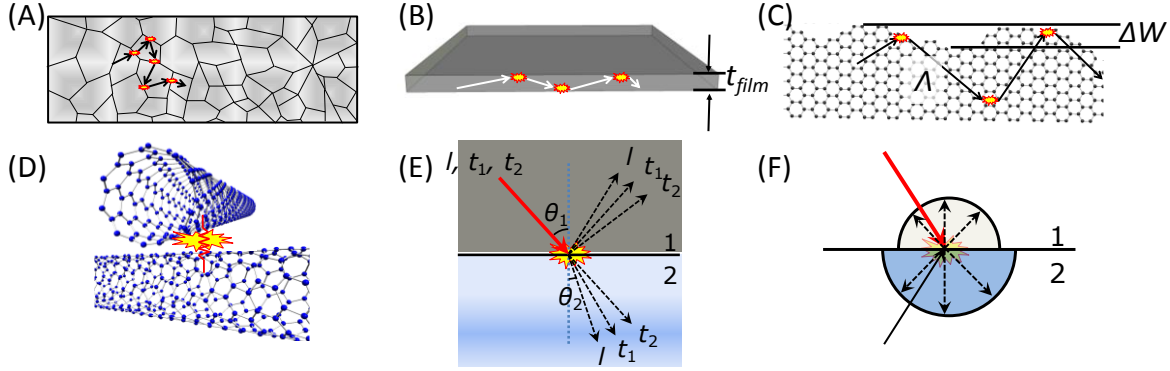 (A)
(B)
t_film
(C)
ΔW
Λ
(D)
(E)
l, t₁, t₂
l t₁ t₂
θ₁
1
2
θ₂
l t₁ t₂
(F)
1
2